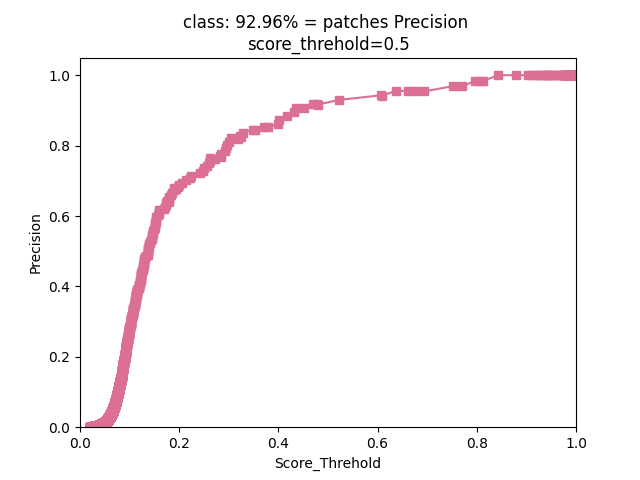 class: 92.96% = patches Precision
score_threhold=0.5
1.0
0.8
0.6
0.4
0.2
0.0
Precision
0.0 0.2 0.4 0.6 0.8 1.0
Score_Threhold